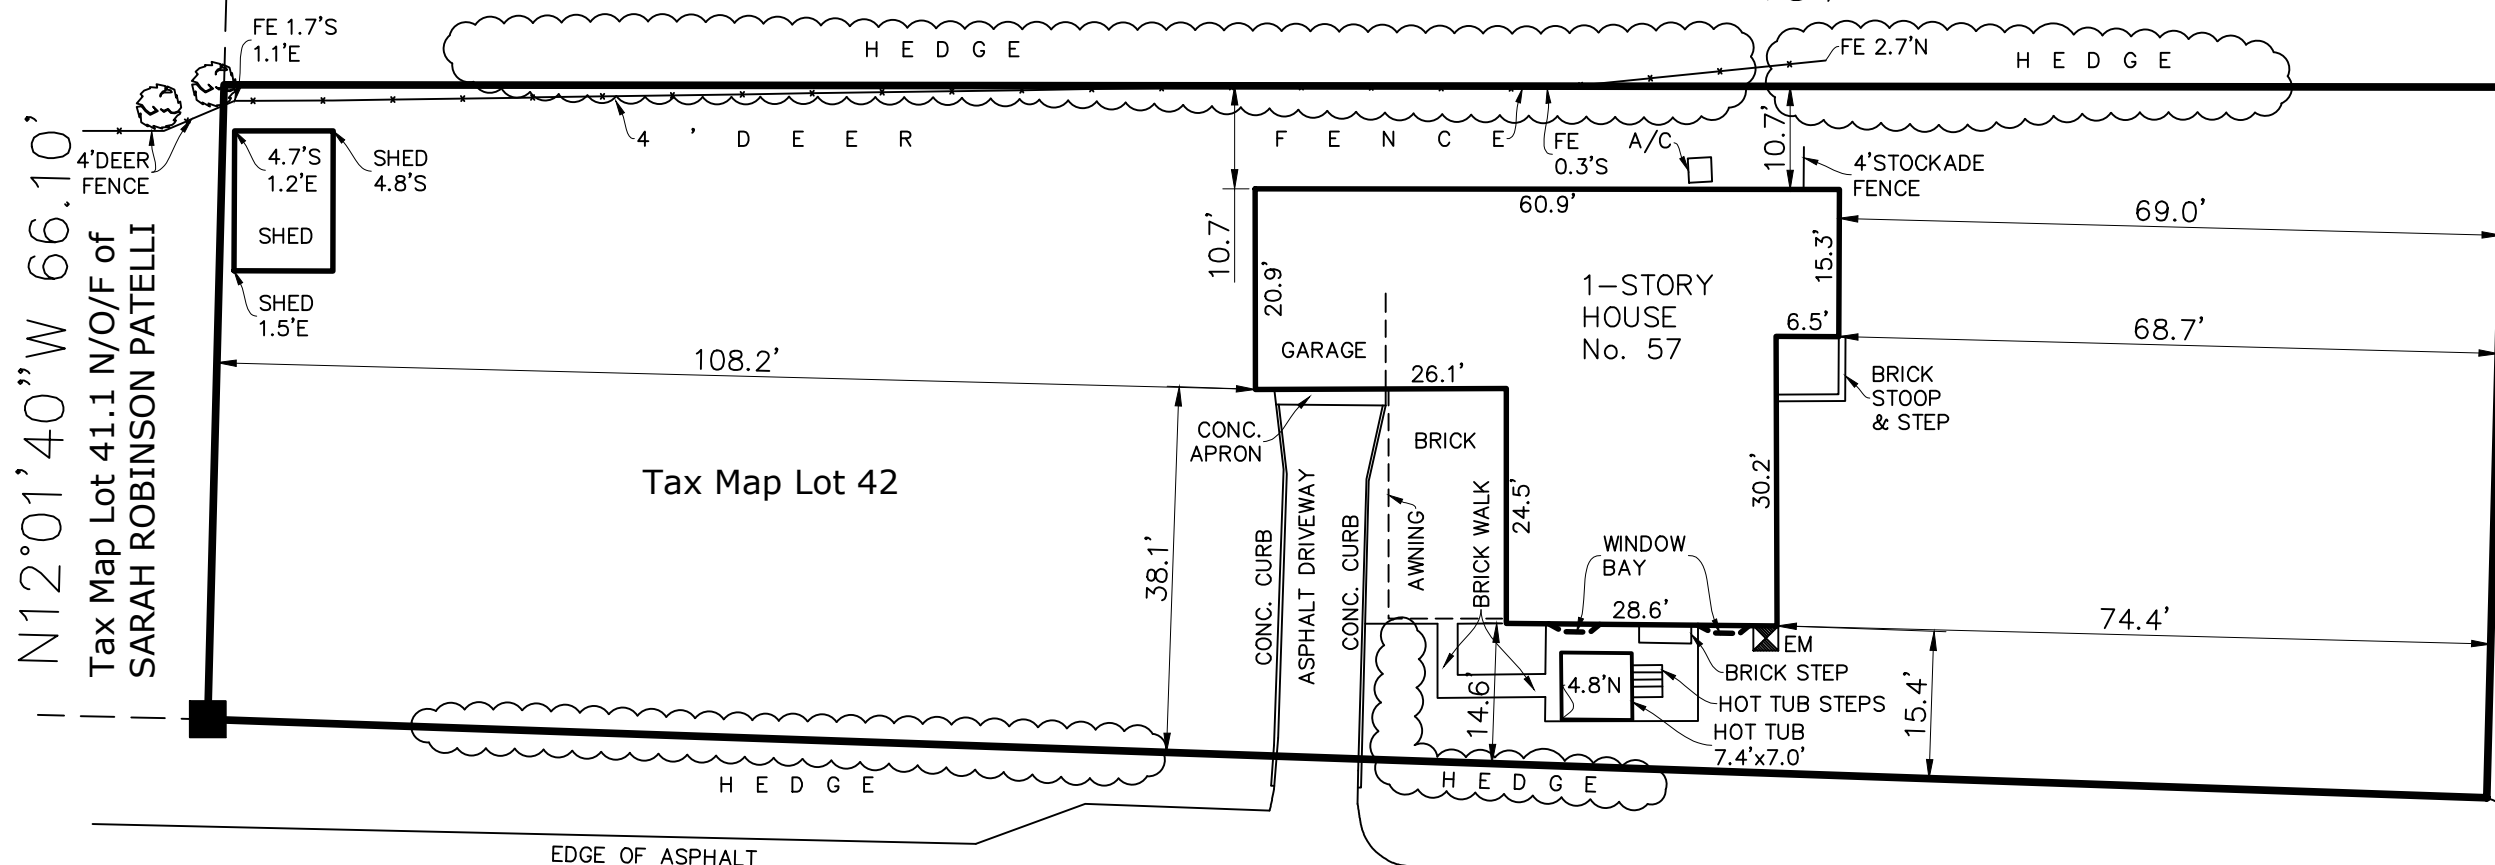 FE 1.7'S
1.1'E
H E D G E
FE 2.7'N
H E D G E
4'DEER
FENCE
4.7'S
1.2'E
SHED
4.8'S
SHED
SHED
1.5'E
4 ' D E E R
F E N C E
FE
0.3'S
A/C
10.7'
4'STOCKADE
FENCE
60.9'
69.0'
10.7'
20.9'
15.3'
1-STORY
HOUSE
No. 57
6.5'
68.7'
GARAGE
26.1'
108.2'
BRICK
STOOP
& STEP
N12°01'40"W 66.10'
Tax Map Lot 41.1 N/O/F of
SARAH ROBINSON PATELLI
Tax Map Lot 42
CONC.
APRON
BRICK
38.1'
CONC. CURB
ASPHALT DRIVEWAY
CONC. CURB
AWNING
BRICK WALK
24.5'
30.2'
WINDOW
BAY
28.6'
74.4'
EM
BRICK STEP
4.8'N
HOT TUB STEPS
HOT TUB
7.4'x7.0'
14.6'
15.4'
H E D G E
H E D G E
EDGE OF ASPHALT